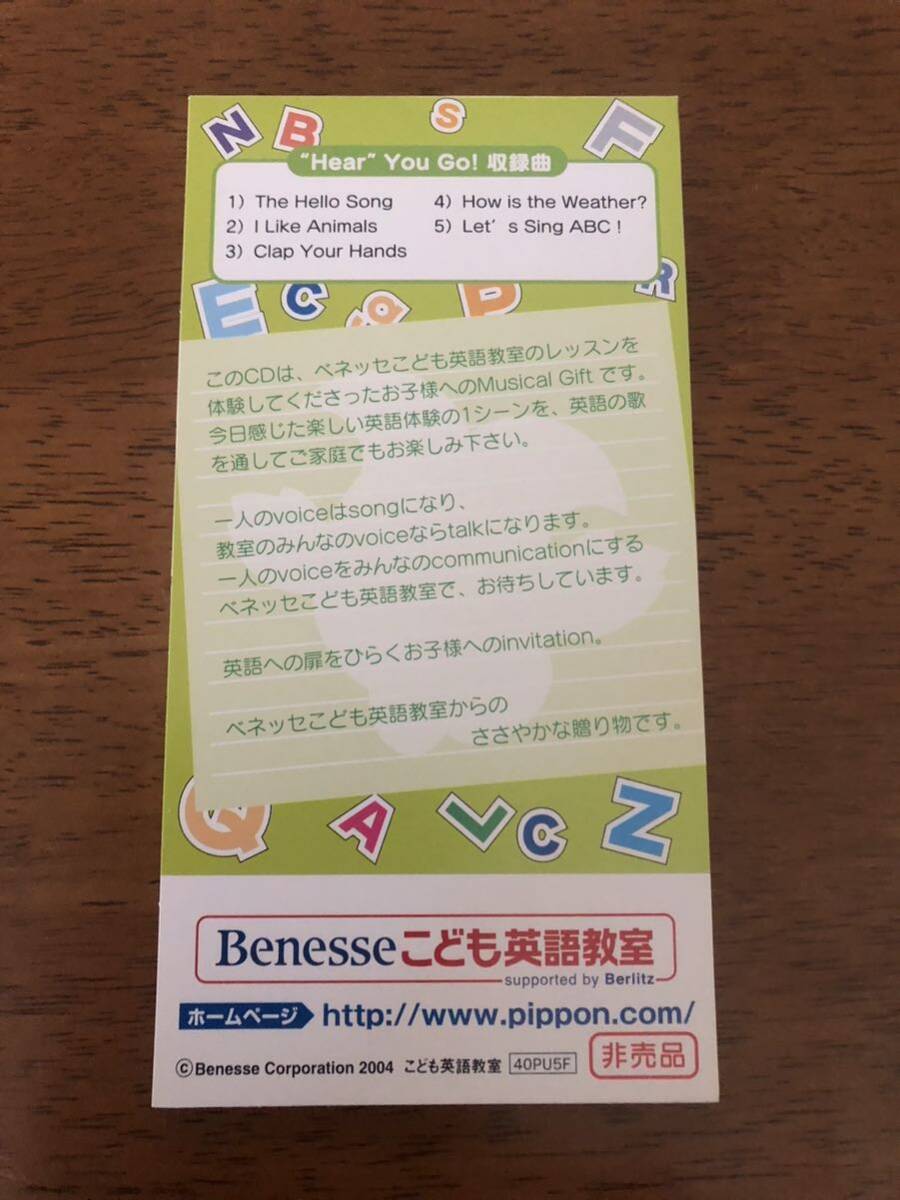 N B S F
"Hear" You Go! 収録曲
1) The Hello Song
2) I Like Animals
3) Clap Your Hands
4) How is the Weather?
5) Let's Sing ABC!
E C Q P R
このCDは、ベネッセこども英語教室のレッスンを
体験してくださったお子様へのMusical Gift です。
今日感じた楽しい英語体験の1シーンを、英語の歌
を通してご家庭でもお楽しみ下さい。
一人のvoiceはsongになり、
教室のみんなのvoiceならtalkになります。
一人のvoiceをみんなのcommunicationにする
ベネッセこども英語教室で、お待ちしています。
英語への扉をひらくお子様へのinvitation。
ベネッセこども英語教室からの
ささやかな贈り物です。
Q A V C Z
Benesseこども英語教室
supported by Berlitz
ホームページ http://www.pippon.com/
©Benesse Corporation 2004 こども英語教室 40PU5F 非売品